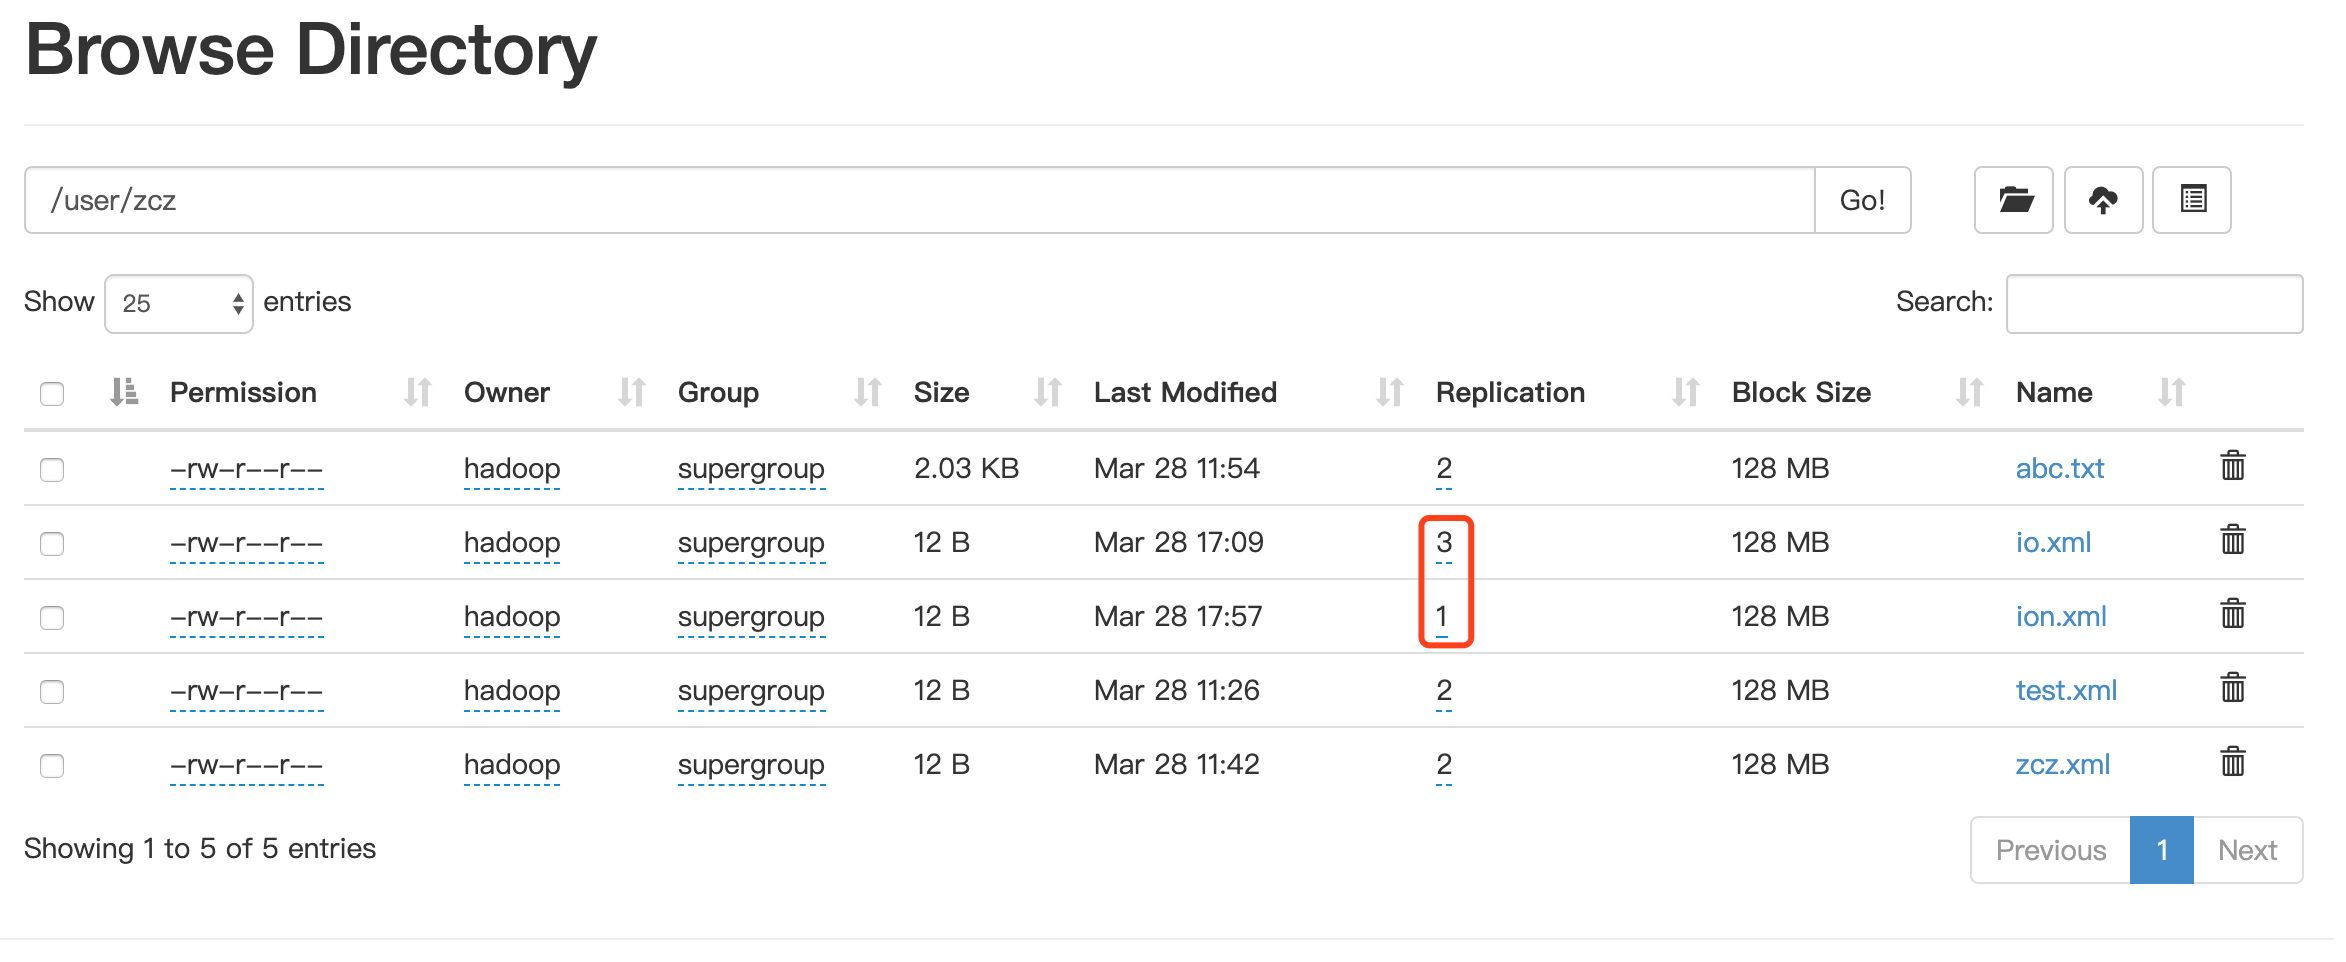 Browse Directory
/user/zcz Go!
Show 25 entries Search:
Permission Owner Group Size Last Modified Replication Block Size Name
-rw-r--r-- hadoop supergroup 2.03 KB Mar 28 11:54 2 128 MB abc.txt
-rw-r--r-- hadoop supergroup 12 B Mar 28 17:09 3 128 MB io.xml
-rw-r--r-- hadoop supergroup 12 B Mar 28 17:57 1 128 MB ion.xml
-rw-r--r-- hadoop supergroup 12 B Mar 28 11:26 2 128 MB test.xml
-rw-r--r-- hadoop supergroup 12 B Mar 28 11:42 2 128 MB zcz.xml
Showing 1 to 5 of 5 entries Previous 1 Next